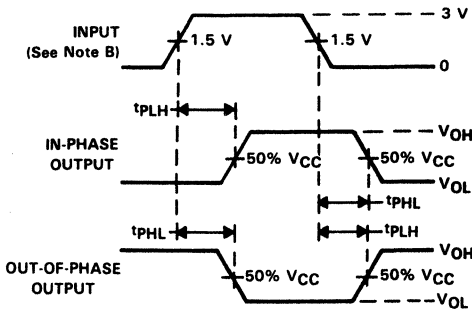 INPUT
(See Note B)
1.5 V
1.5 V
3 V
0
tPLH
IN-PHASE
OUTPUT
50% VCC
50% VCC
VOH
VOL
tPHL
tPHL
tPLH
OUT-OF-PHASE
OUTPUT
50% VCC
50% VCC
VOH
VOL